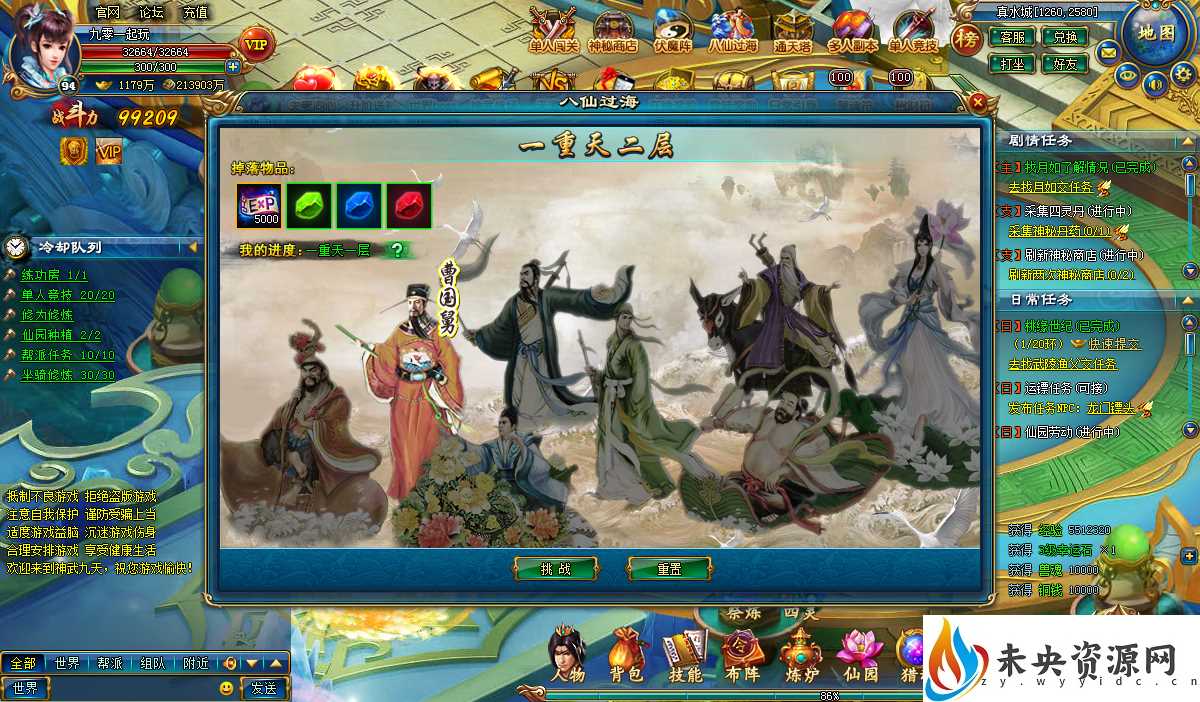 官网 论坛 充值
九零一起玩
VIP
32664/32664
300/300
94
1179万 213903万
战斗力 99209
VIP
单人闯关 神秘商店 伏魔阵 八仙过海 通天塔 多人副本 单人竞技
榜
100
100
真水城[1260,2580]
客服 兑换
打坐 好友
地图
八仙过海
一重天二层
掉落物品:
EXP
5000
我的进度:一重天一层 ?
曹国舅
挑战 重置
冷却队列
练功房 1/1
单人竞技 20/20
修为修炼
仙园种植 2/2
帮派任务 10/10
坐骑修炼 30/30
抵制不良游戏 拒绝盗版游戏
注意自我保护 谨防受骗上当
适度游戏益脑 沉迷游戏伤身
合理安排游戏 享受健康生活
欢迎来到神武九天，祝您游戏愉快!
全部 世界 帮派 组队 附近
世界 发送
剧情任务
[主]找月如了解情况(已完成)
去找月如交任务
[支]采集四灵丹(进行中)
采集神秘丹药(0/1)
[支]刷新神秘商店(进行中)
刷新两次神秘商店(0/2)
日常任务
[日]桃缘世纪(已完成)
(1/20环) 快速提交
去找武陵渔父交任务
[日]运镖任务(可接)
发布任务NPC: 龙门镖头
[日]仙园劳动(进行中)
获得 经验 5512320
获得 3级幸运石 ×1
获得 兽魂 10000
获得 铜钱 10000
祭炼 四灵
人物 背包 技能 布阵 炼炉 仙园
86%
未央资源网
zy.wyyidc.cn